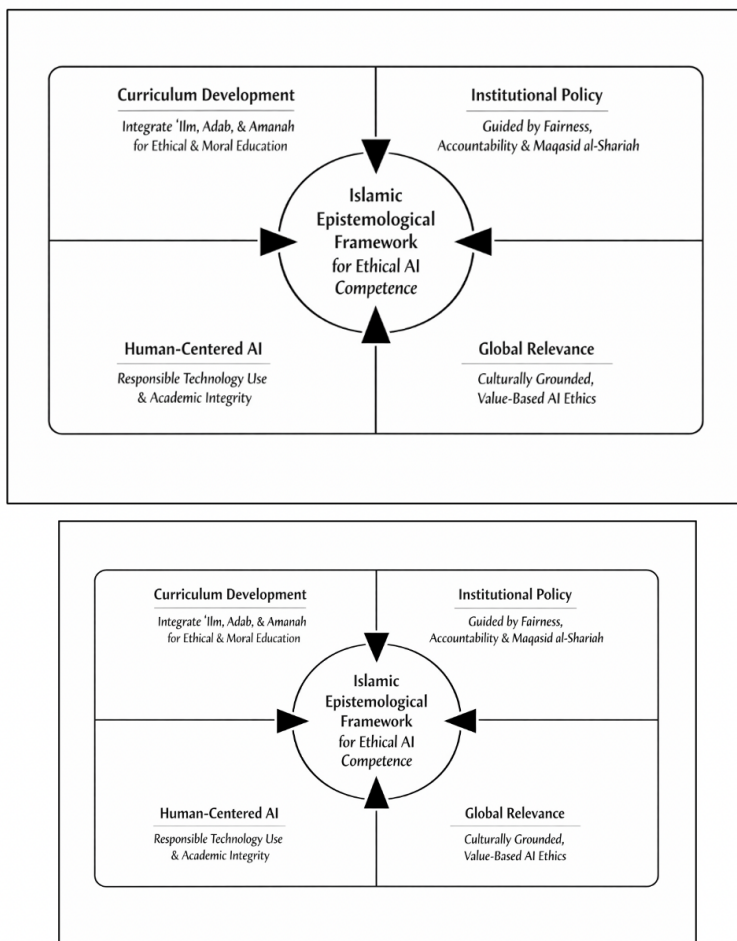 Curriculum Development
Integrate ‘Ilm, Adab, & Amanah
for Ethical & Moral Education
Institutional Policy
Guided by Fairness,
Accountability & Maqasid al-Shariah
Islamic
Epistemological
Framework
for Ethical AI
Competence
Human-Centered AI
Responsible Technology Use
& Academic Integrity
Global Relevance
Culturally Grounded,
Value-Based AI Ethics
Curriculum Development
Integrate ‘Ilm, Adab, & Amanah
for Ethical & Moral Education
Institutional Policy
Guided by Fairness,
Accountability & Maqasid al-Shariah
Islamic
Epistemological
Framework
for Ethical AI
Competence
Human-Centered AI
Responsible Technology Use
& Academic Integrity
Global Relevance
Culturally Grounded,
Value-Based AI Ethics